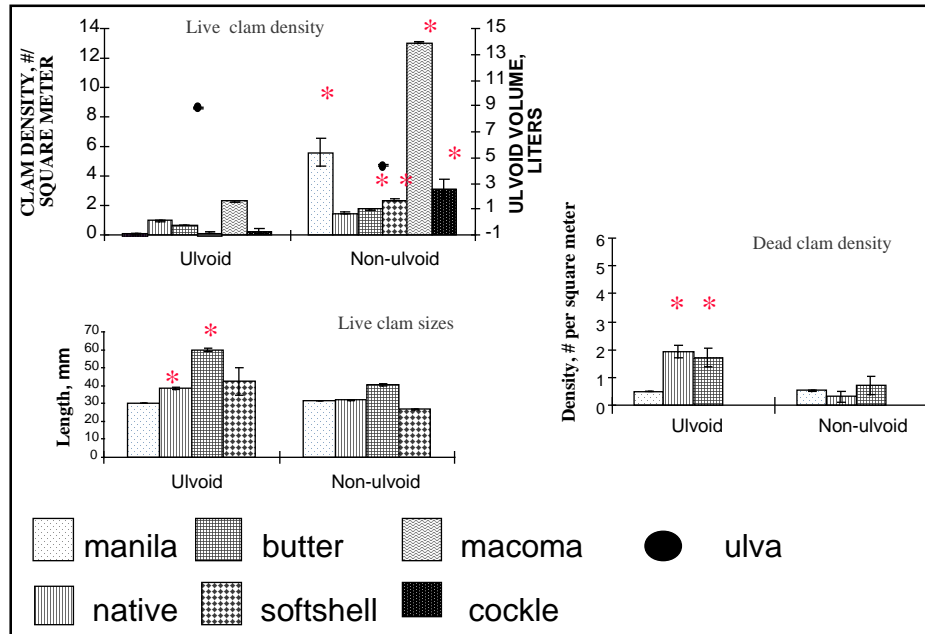 Live clam density
CLAM DENSITY, #/
SQUARE METER
14
12
10
8
6
4
2
0
15
13
11
9
7
5
3
1
-1
ULVOID VOLUME,
LITERS
*
*
*
* *
Ulvoid
Non-ulvoid
Live clam sizes
Length, mm
70
60
50
40
30
20
10
0
*
*
Ulvoid
Non-ulvoid
Dead clam density
Density, # per square meter
6
5
4
3
2
1
0
* *
Ulvoid
Non-ulvoid
manila
butter
macoma
ulva
native
softshell
cockle